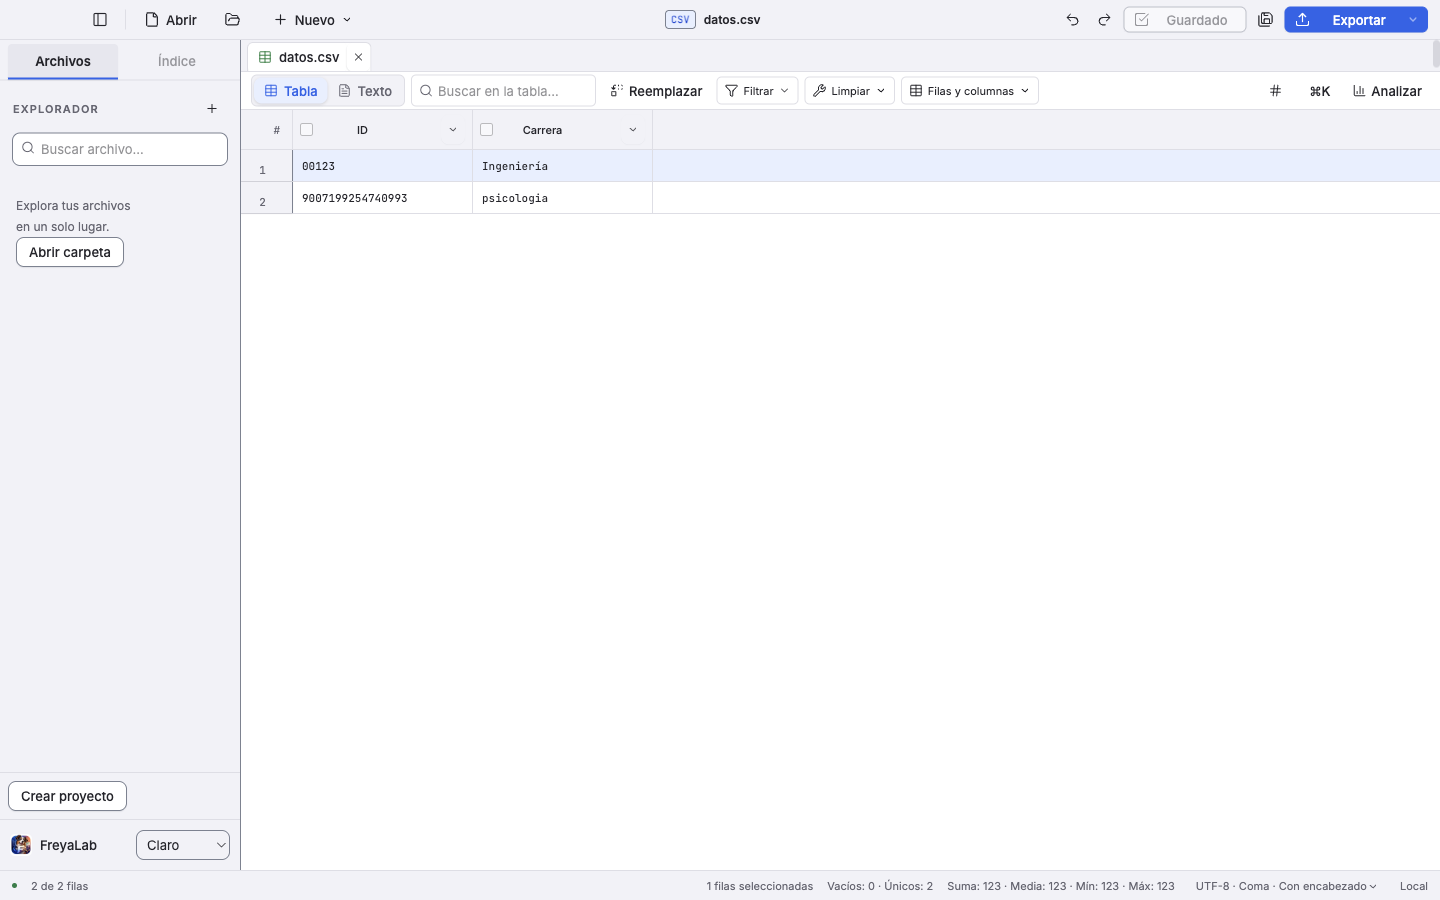 Abrir
Nuevo
CSV datos.csv
Guardado
Exportar
Archivos
Índice
datos.csv
EXPLORADOR
Tabla
Texto
Buscar en la tabla...
Reemplazar
Filtrar
Limpiar
Filas y columnas
#
⌘K
Analizar
Buscar archivo...
# ID Carrera
1 00123 Ingeniería
2 9007199254740993 psicologia
Explora tus archivos
en un solo lugar.
Abrir carpeta
Crear proyecto
FreyaLab
Claro
2 de 2 filas
1 filas seleccionadas
Vacíos: 0 · Únicos: 2
Suma: 123 · Media: 123 · Mín: 123 · Máx: 123
UTF-8 · Coma · Con encabezado
Local